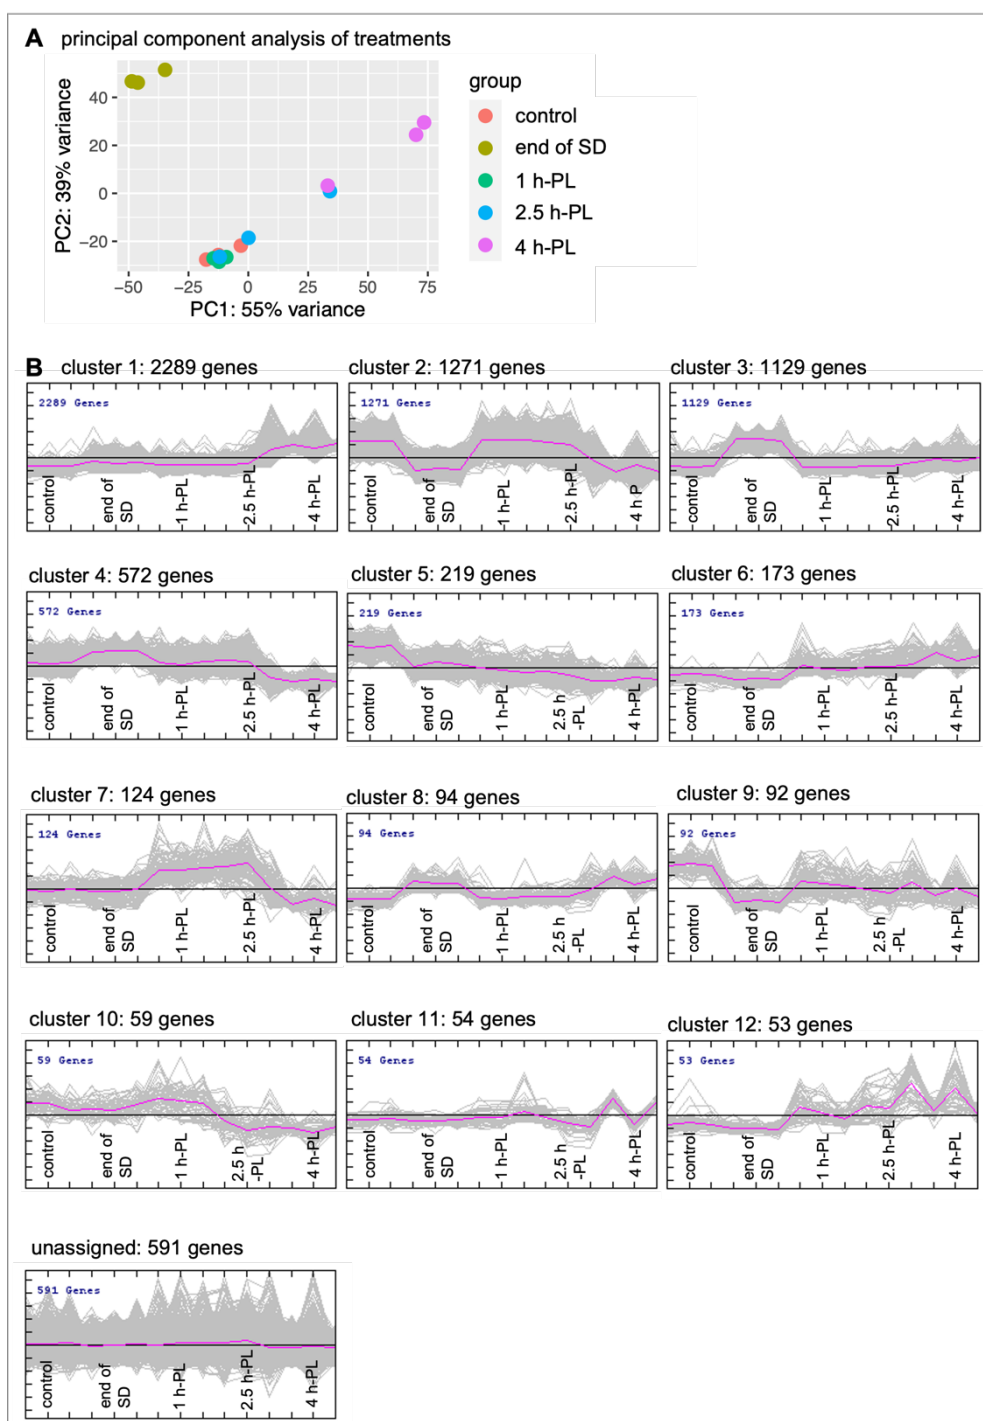 A principal component analysis of treatments
PC2: 39% variance
40
20
0
−20
−50
−25
0
25
50
75
PC1: 55% variance
group
control
end of SD
1 h-PL
2.5 h-PL
4 h-PL
B cluster 1: 2289 genes
2289 Genes
control
end of
SD
1 h-PL
2.5 h-PL
4 h-PL
cluster 2: 1271 genes
1271 Genes
control
end of
SD
1 h-PL
2.5 h-PL
4 h P
cluster 3: 1129 genes
1129 Genes
control
end of
SD
1 h-PL
2.5 h-PL
4 h-PL
cluster 4: 572 genes
572 Genes
control
end of
SD
1 h-PL
2.5 h-PL
4 h-PL
cluster 5: 219 genes
219 Genes
control
end of
SD
1 h-PL
2.5 h
-PL
4 h-PL
cluster 6: 173 genes
173 Genes
control
end of
SD
1 h-PL
2.5 h-PL
4 h-PL
cluster 7: 124 genes
124 Genes
control
end of
SD
1 h-PL
2.5 h-PL
4 h-PL
cluster 8: 94 genes
94 Genes
control
end of
SD
1 h-PL
2.5 h
-PL
4 h-PL
cluster 9: 92 genes
92 Genes
control
end of
SD
1 h-PL
2.5 h
-PL
4 h-PL
cluster 10: 59 genes
59 Genes
control
end of
SD
1 h-PL
2.5 h
-PL
4 h-PL
cluster 11: 54 genes
54 Genes
control
end of
SD
1 h-PL
2.5 h
-PL
4 h-PL
cluster 12: 53 genes
53 Genes
control
end of
SD
1 h-PL
2.5 h-PL
4 h-PL
unassigned: 591 genes
591 Genes
control
end of
SD
1 h-PL
2.5 h-PL
4 h-PL